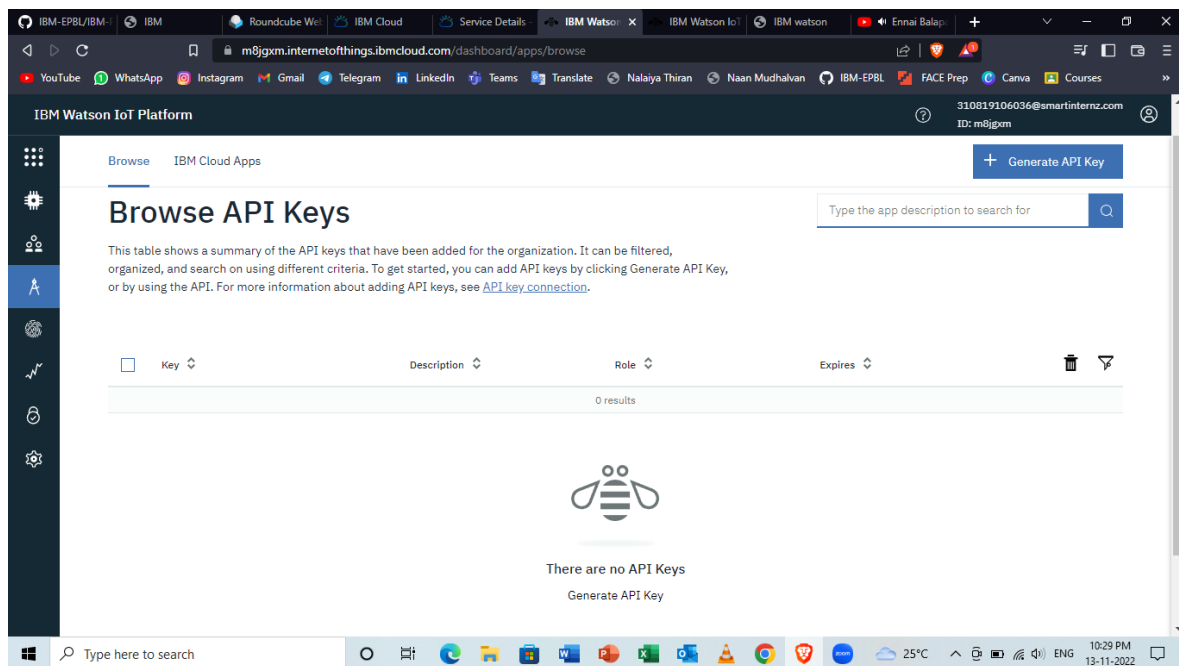 IBM-EPBL/IBM-
IBM
Roundcube Web
IBM Cloud
Service Details -
IBM Watson
IBM Watson IoT
IBM watson
Ennai Balapa
m8jgxm.internetofthings.ibmcloud.com/dashboard/apps/browse
YouTube WhatsApp Instagram Gmail Telegram LinkedIn Teams Translate Nalaiya Thiran Naan Mudhalvan IBM-EPBL FACE Prep Canva Courses »
IBM Watson IoT Platform
310819106036@smartinternz.com
ID: m8jgxm
Browse IBM Cloud Apps
+ Generate API Key
Browse API Keys
Type the app description to search for
This table shows a summary of the API keys that have been added for the organization. It can be filtered,
organized, and search on using different criteria. To get started, you can add API keys by clicking Generate API Key,
or by using the API. For more information about adding API keys, see API key connection.
Key Description Role Expires
0 results
There are no API Keys
Generate API Key
Type here to search
zoom
25°C
ENG
10:29 PM
13-11-2022